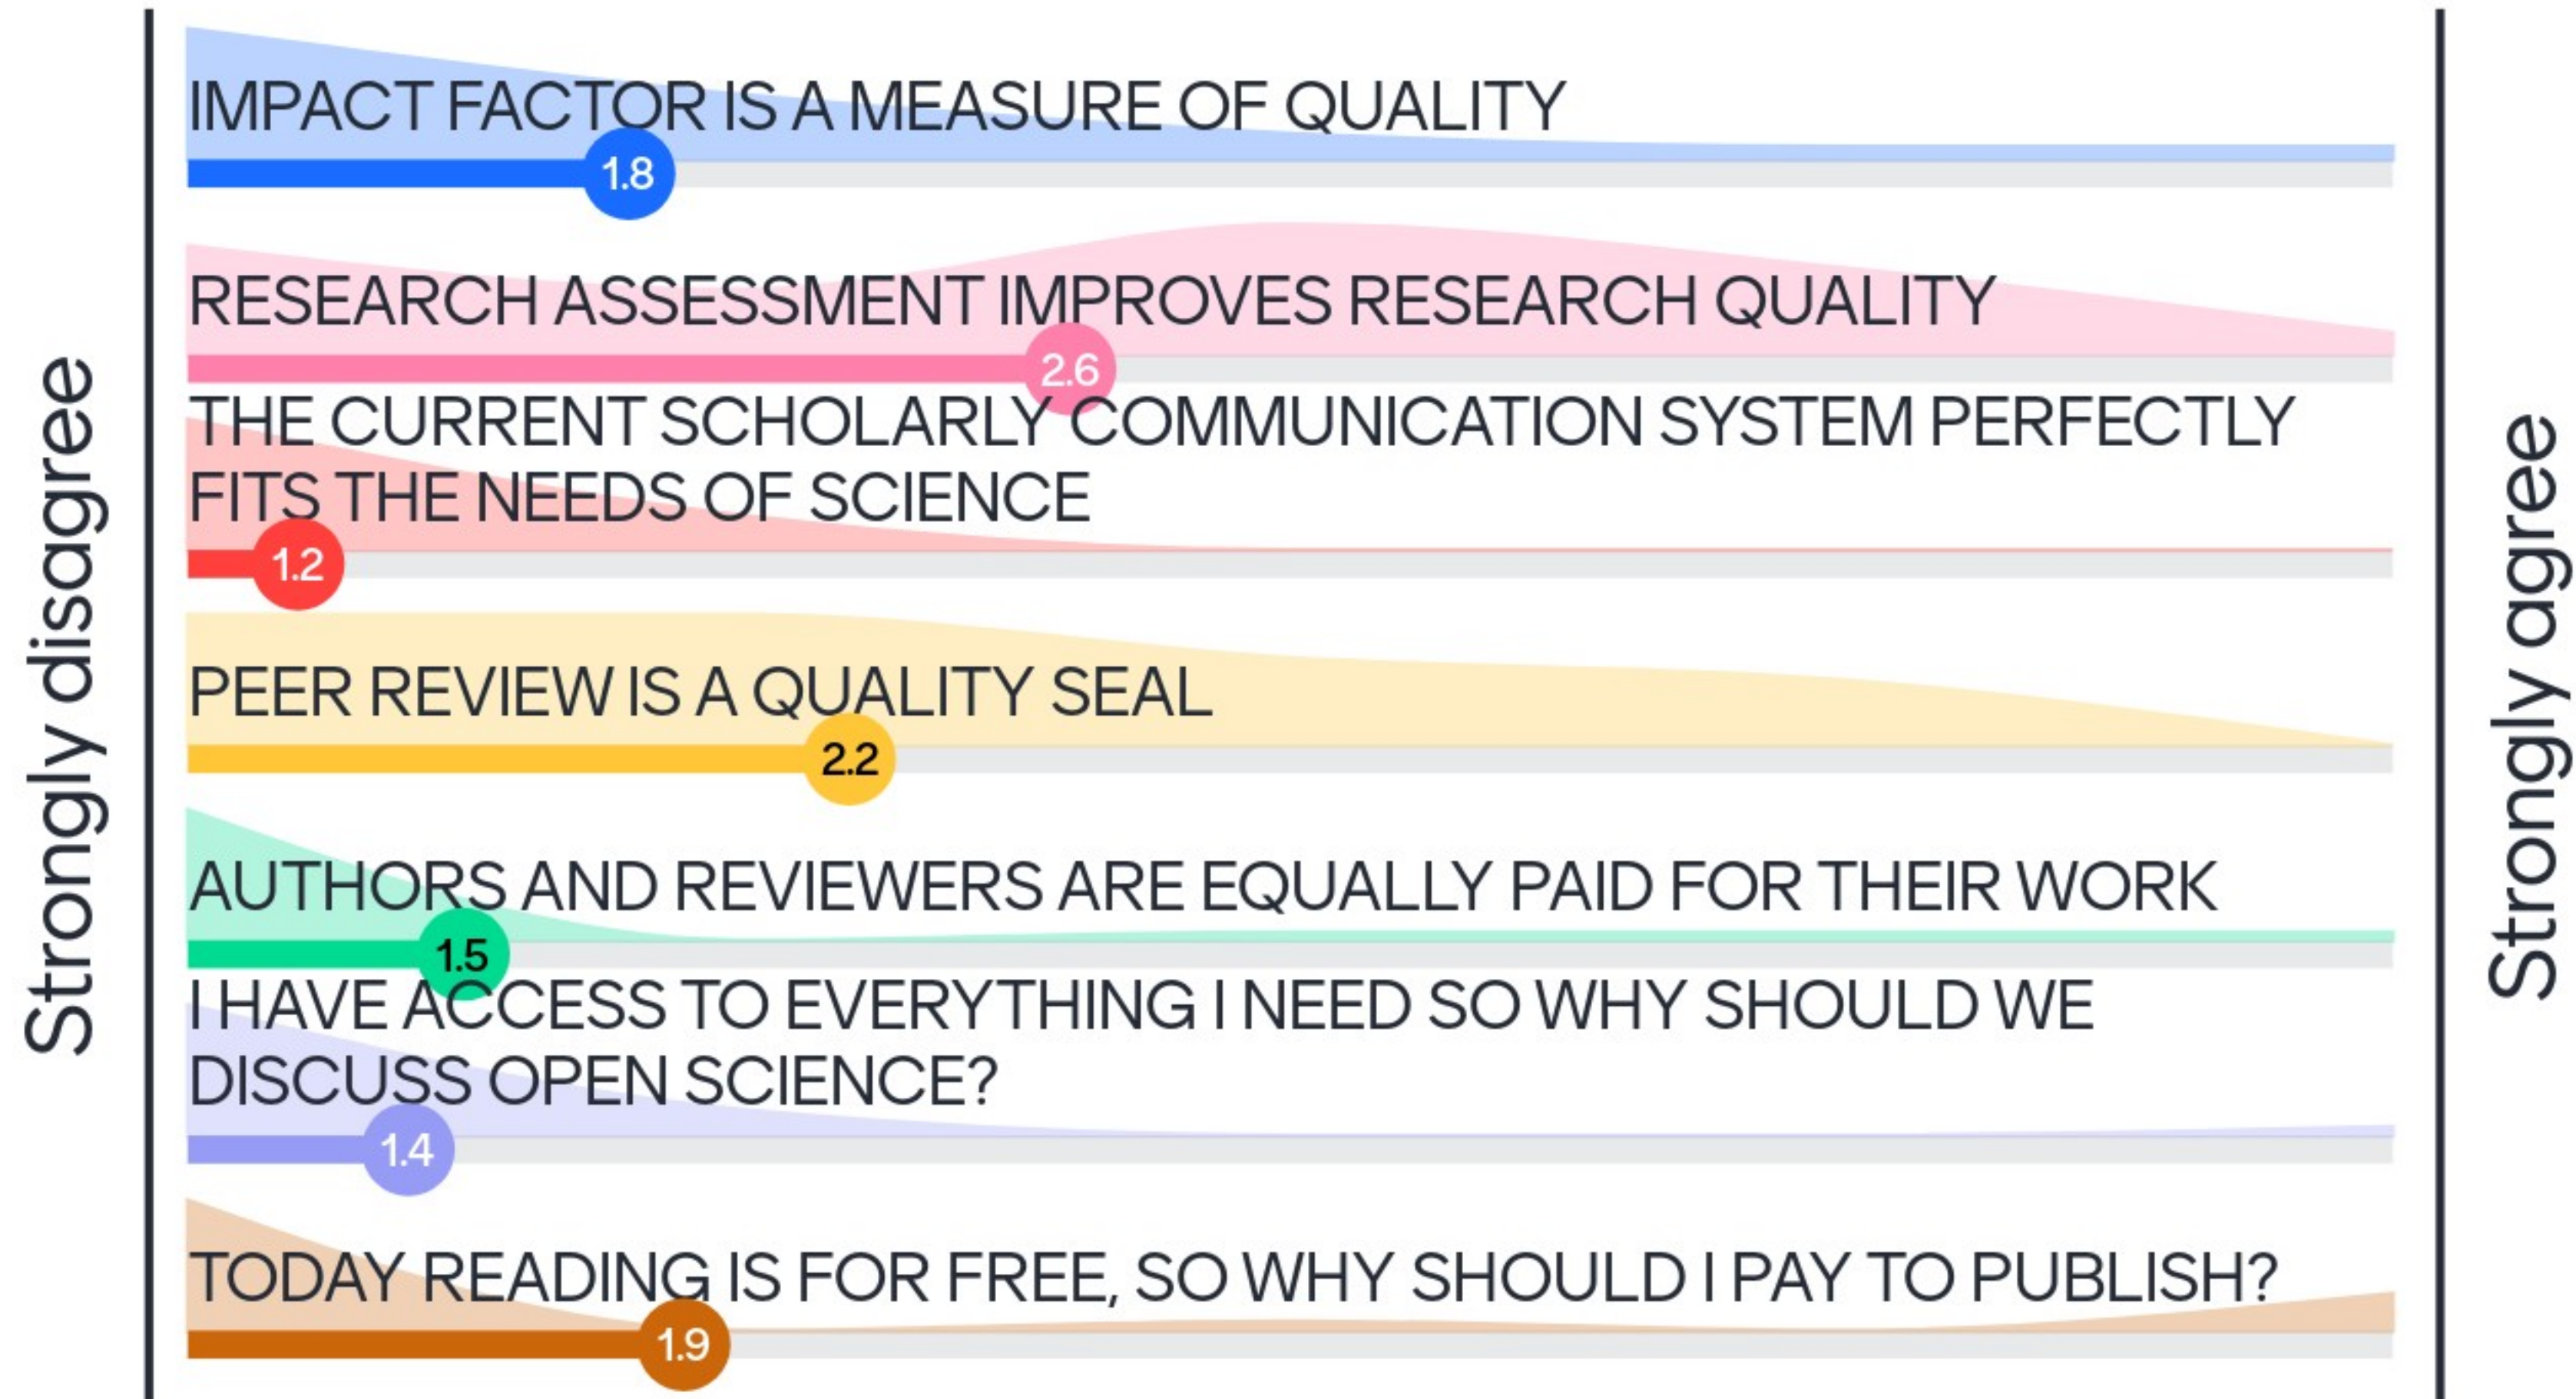 Strongly disagree
IMPACT FACTOR IS A MEASURE OF QUALITY
1.8
RESEARCH ASSESSMENT IMPROVES RESEARCH QUALITY
2.6
THE CURRENT SCHOLARLY COMMUNICATION SYSTEM PERFECTLY
FITS THE NEEDS OF SCIENCE
1.2
PEER REVIEW IS A QUALITY SEAL
2.2
AUTHORS AND REVIEWERS ARE EQUALLY PAID FOR THEIR WORK
1.5
I HAVE ACCESS TO EVERYTHING I NEED SO WHY SHOULD WE
DISCUSS OPEN SCIENCE?
1.4
TODAY READING IS FOR FREE, SO WHY SHOULD I PAY TO PUBLISH?
1.9
Strongly agree